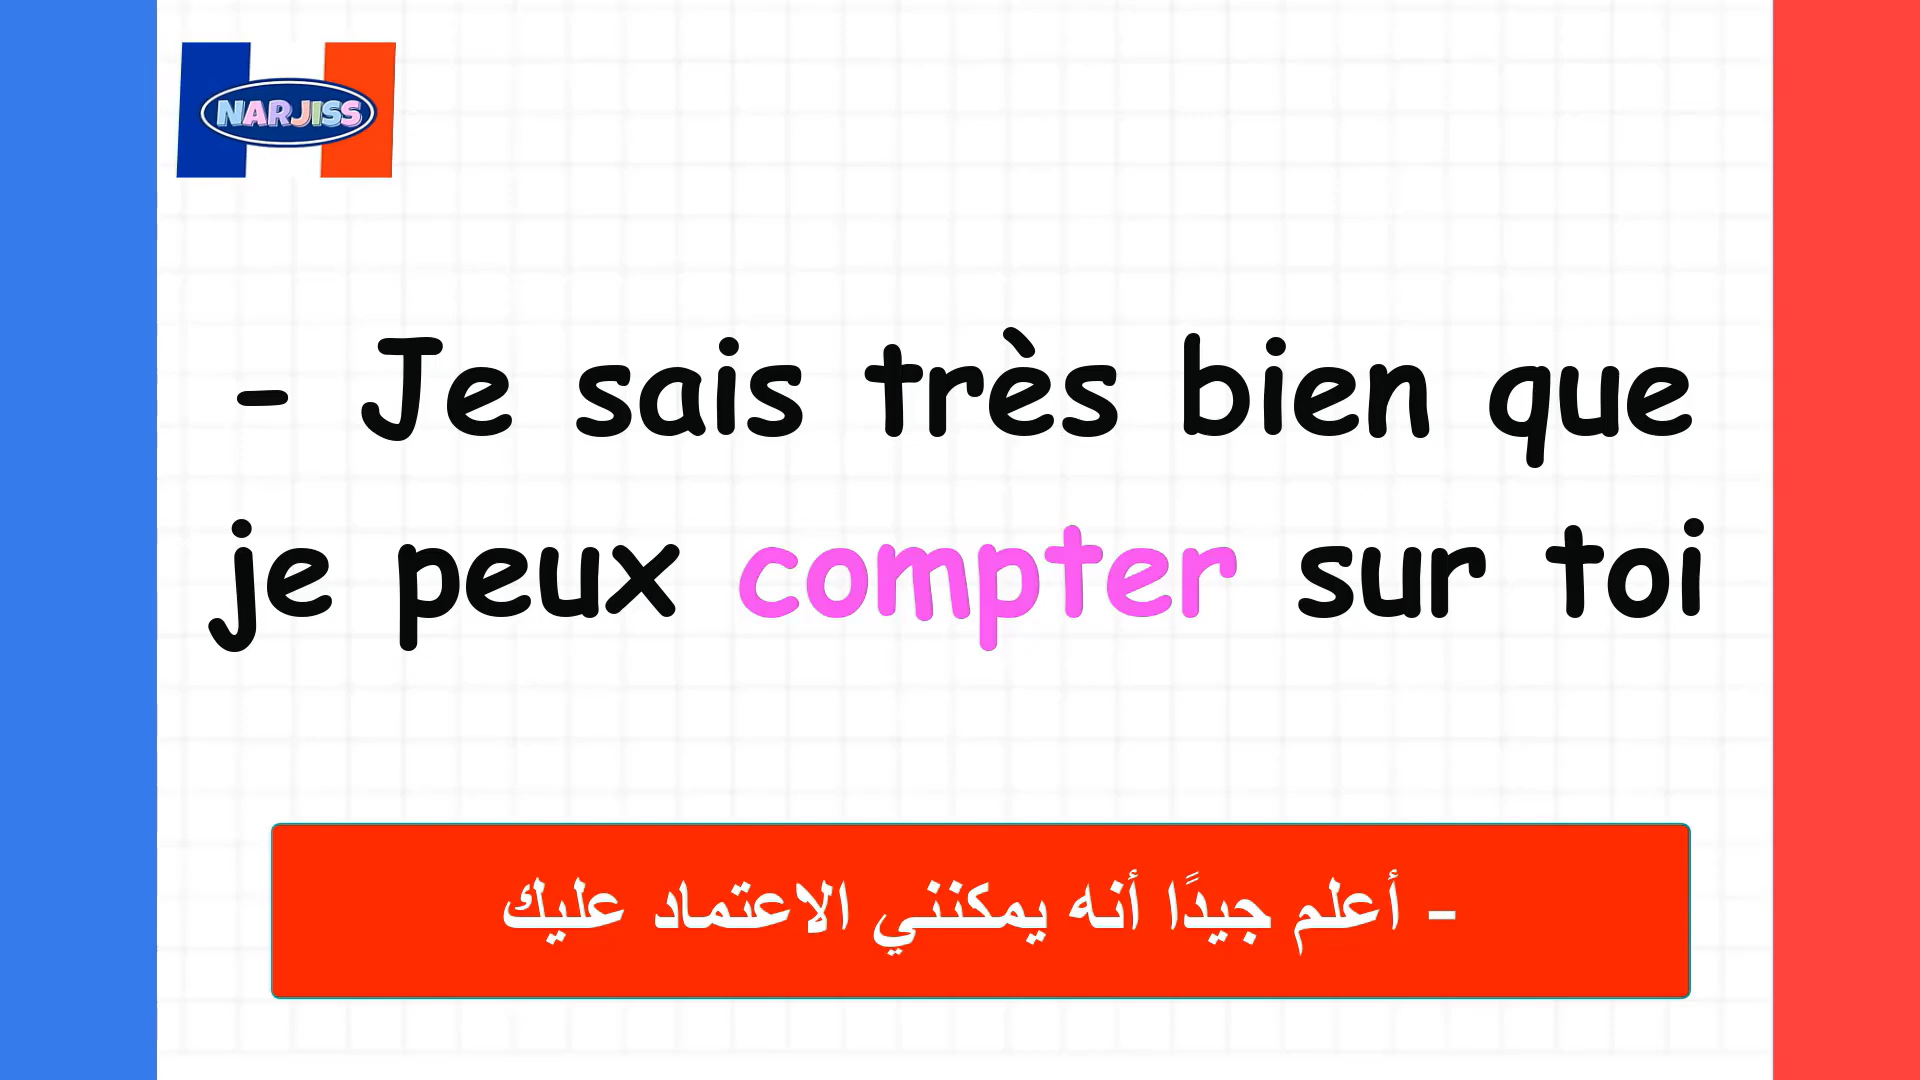 NARJISS
- Je sais très bien que
je peux compter sur toi
- أعلم جيدًا أنه يمكنني الاعتماد عليك